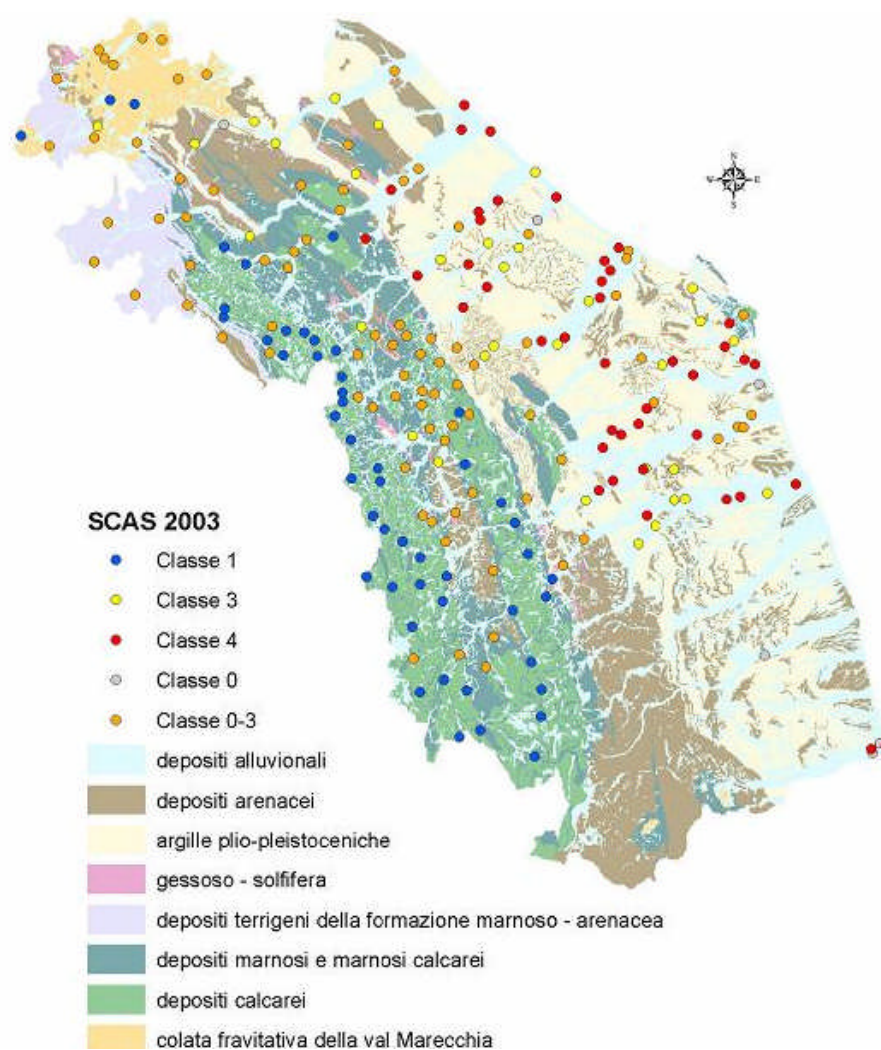 N
W E
S
SCAS 2003
Classe 1
Classe 3
Classe 4
Classe 0
Classe 0-3
depositi alluvionali
depositi arenacei
argille plio-pleistoceniche
gessoso - solfifera
depositi terrigeni della formazione marnoso - arenacea
depositi marnosi e marnosi calcarei
depositi calcarei
colata fravitativa della val Marecchia